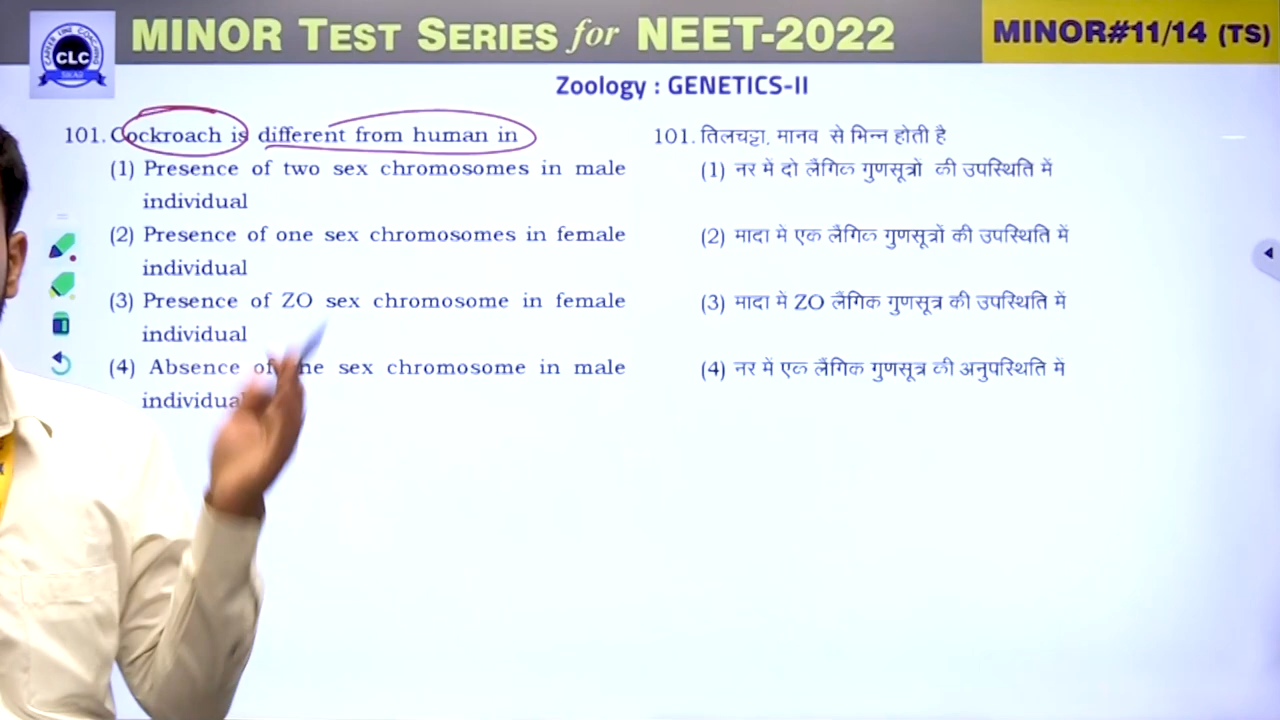 MINOR TEST SERIES for NEET-2022
MINOR#11/14 (TS)
CLC
Zoology : GENETICS-II
101. Cockroach is different from human in
(1) Presence of two sex chromosomes in male
individual
(2) Presence of one sex chromosomes in female
individual
(3) Presence of ZO sex chromosome in female
individual
(4) Absence of one sex chromosome in male
individual
101. तिलचट्टा, मानव से भिन्न होती है
(1) नर में दो लैंगिक गुणसूत्रों की उपस्थिति में
(2) मादा में एक लैंगिक गुणसूत्रों की उपस्थिति में
(3) मादा में ZO लैंगिक गुणसूत्र की उपस्थिति में
(4) नर में एक लैंगिक गुणसूत्र की अनुपस्थिति में